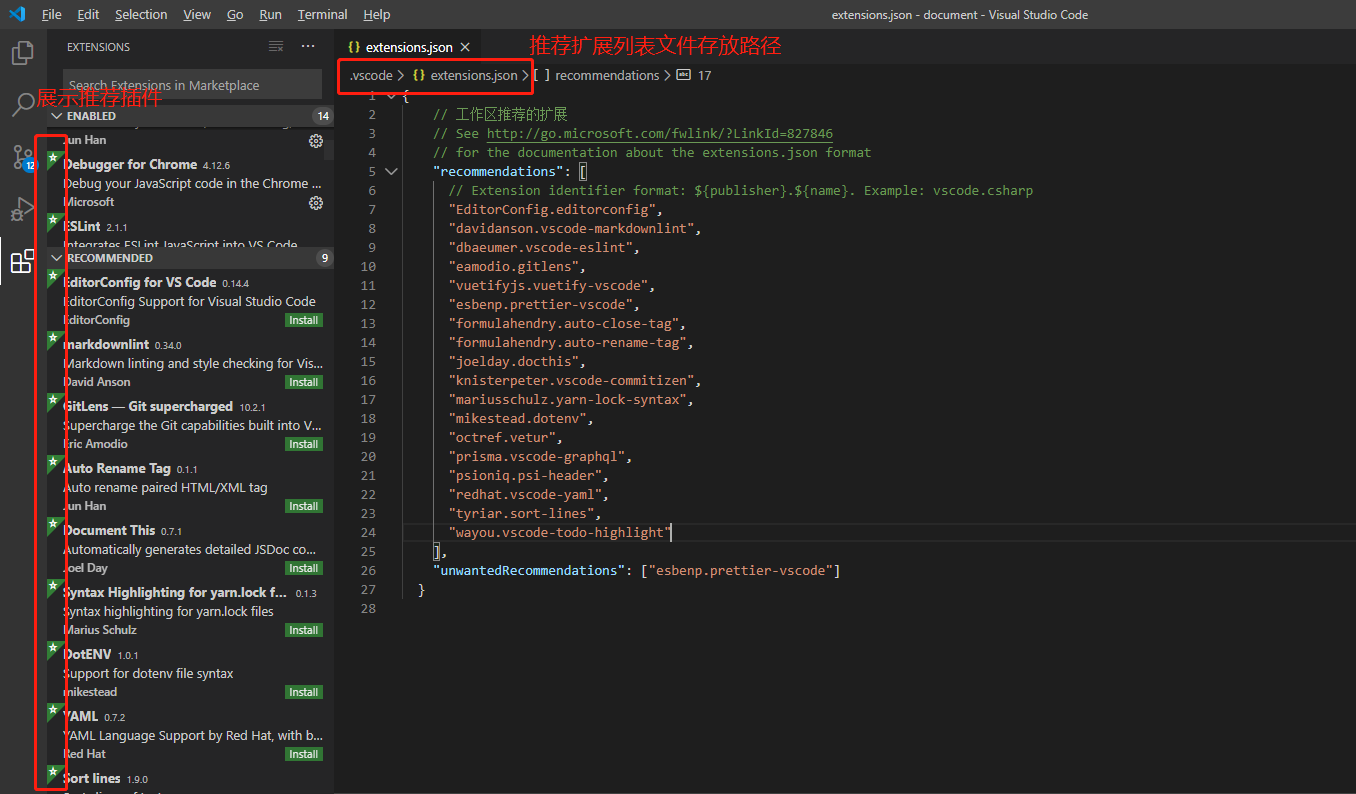 File Edit Selection View Go Run Terminal Help
extensions.json - document - Visual Studio Code
EXTENSIONS
Search Extensions in Marketplace
展示推荐插件
ENABLED 14
Jun Han
Debugger for Chrome 4.12.6
Debug your JavaScript code in the Chrome ...
Microsoft
ESLint 2.1.1
Integrates ESLint JavaScript into VS Code.
12
RECOMMENDED 9
EditorConfig for VS Code 0.14.4
EditorConfig Support for Visual Studio Code
EditorConfig Install
markdownlint 0.34.0
Markdown linting and style checking for Vis...
David Anson Install
GitLens — Git supercharged 10.2.1
Supercharge the Git capabilities built into V...
Eric Amodio Install
Auto Rename Tag 0.1.1
Auto rename paired HTML/XML tag
Jun Han Install
Document This 0.7.1
Automatically generates detailed JSDoc co...
Joel Day Install
Syntax Highlighting for yarn.lock f... 0.1.3
Syntax highlighting for yarn.lock files
Marius Schulz Install
DotENV 1.0.1
Support for dotenv file syntax
mikestead Install
YAML 0.7.2
YAML Language Support by Red Hat, with b...
Red Hat Install
Sort lines 1.9.0
{} extensions.json ×
推荐扩展列表文件存放路径
.vscode > {} extensions.json > [ ] recommendations > abc 17
1 {
2 // 工作区推荐的扩展
3 // See http://go.microsoft.com/fwlink/?LinkId=827846
4 // for the documentation about the extensions.json format
5 "recommendations": [
6 // Extension identifier format: ${publisher}.${name}. Example: vscode.csharp
7 "EditorConfig.editorconfig",
8 "davidanson.vscode-markdownlint",
9 "dbaeumer.vscode-eslint",
10 "eamodio.gitlens",
11 "vuetifyjs.vuetify-vscode",
12 "esbenp.prettier-vscode",
13 "formulahendry.auto-close-tag",
14 "formulahendry.auto-rename-tag",
15 "joelday.docthis",
16 "knisterpeter.vscode-commitizen",
17 "mariusschulz.yarn-lock-syntax",
18 "mikestead.dotenv",
19 "octref.vetur",
20 "prisma.vscode-graphql",
21 "psioniq.psi-header",
22 "redhat.vscode-yaml",
23 "tyriar.sort-lines",
24 "wayou.vscode-todo-highlight"
25 ],
26 "unwantedRecommendations": ["esbenp.prettier-vscode"]
27 }
28